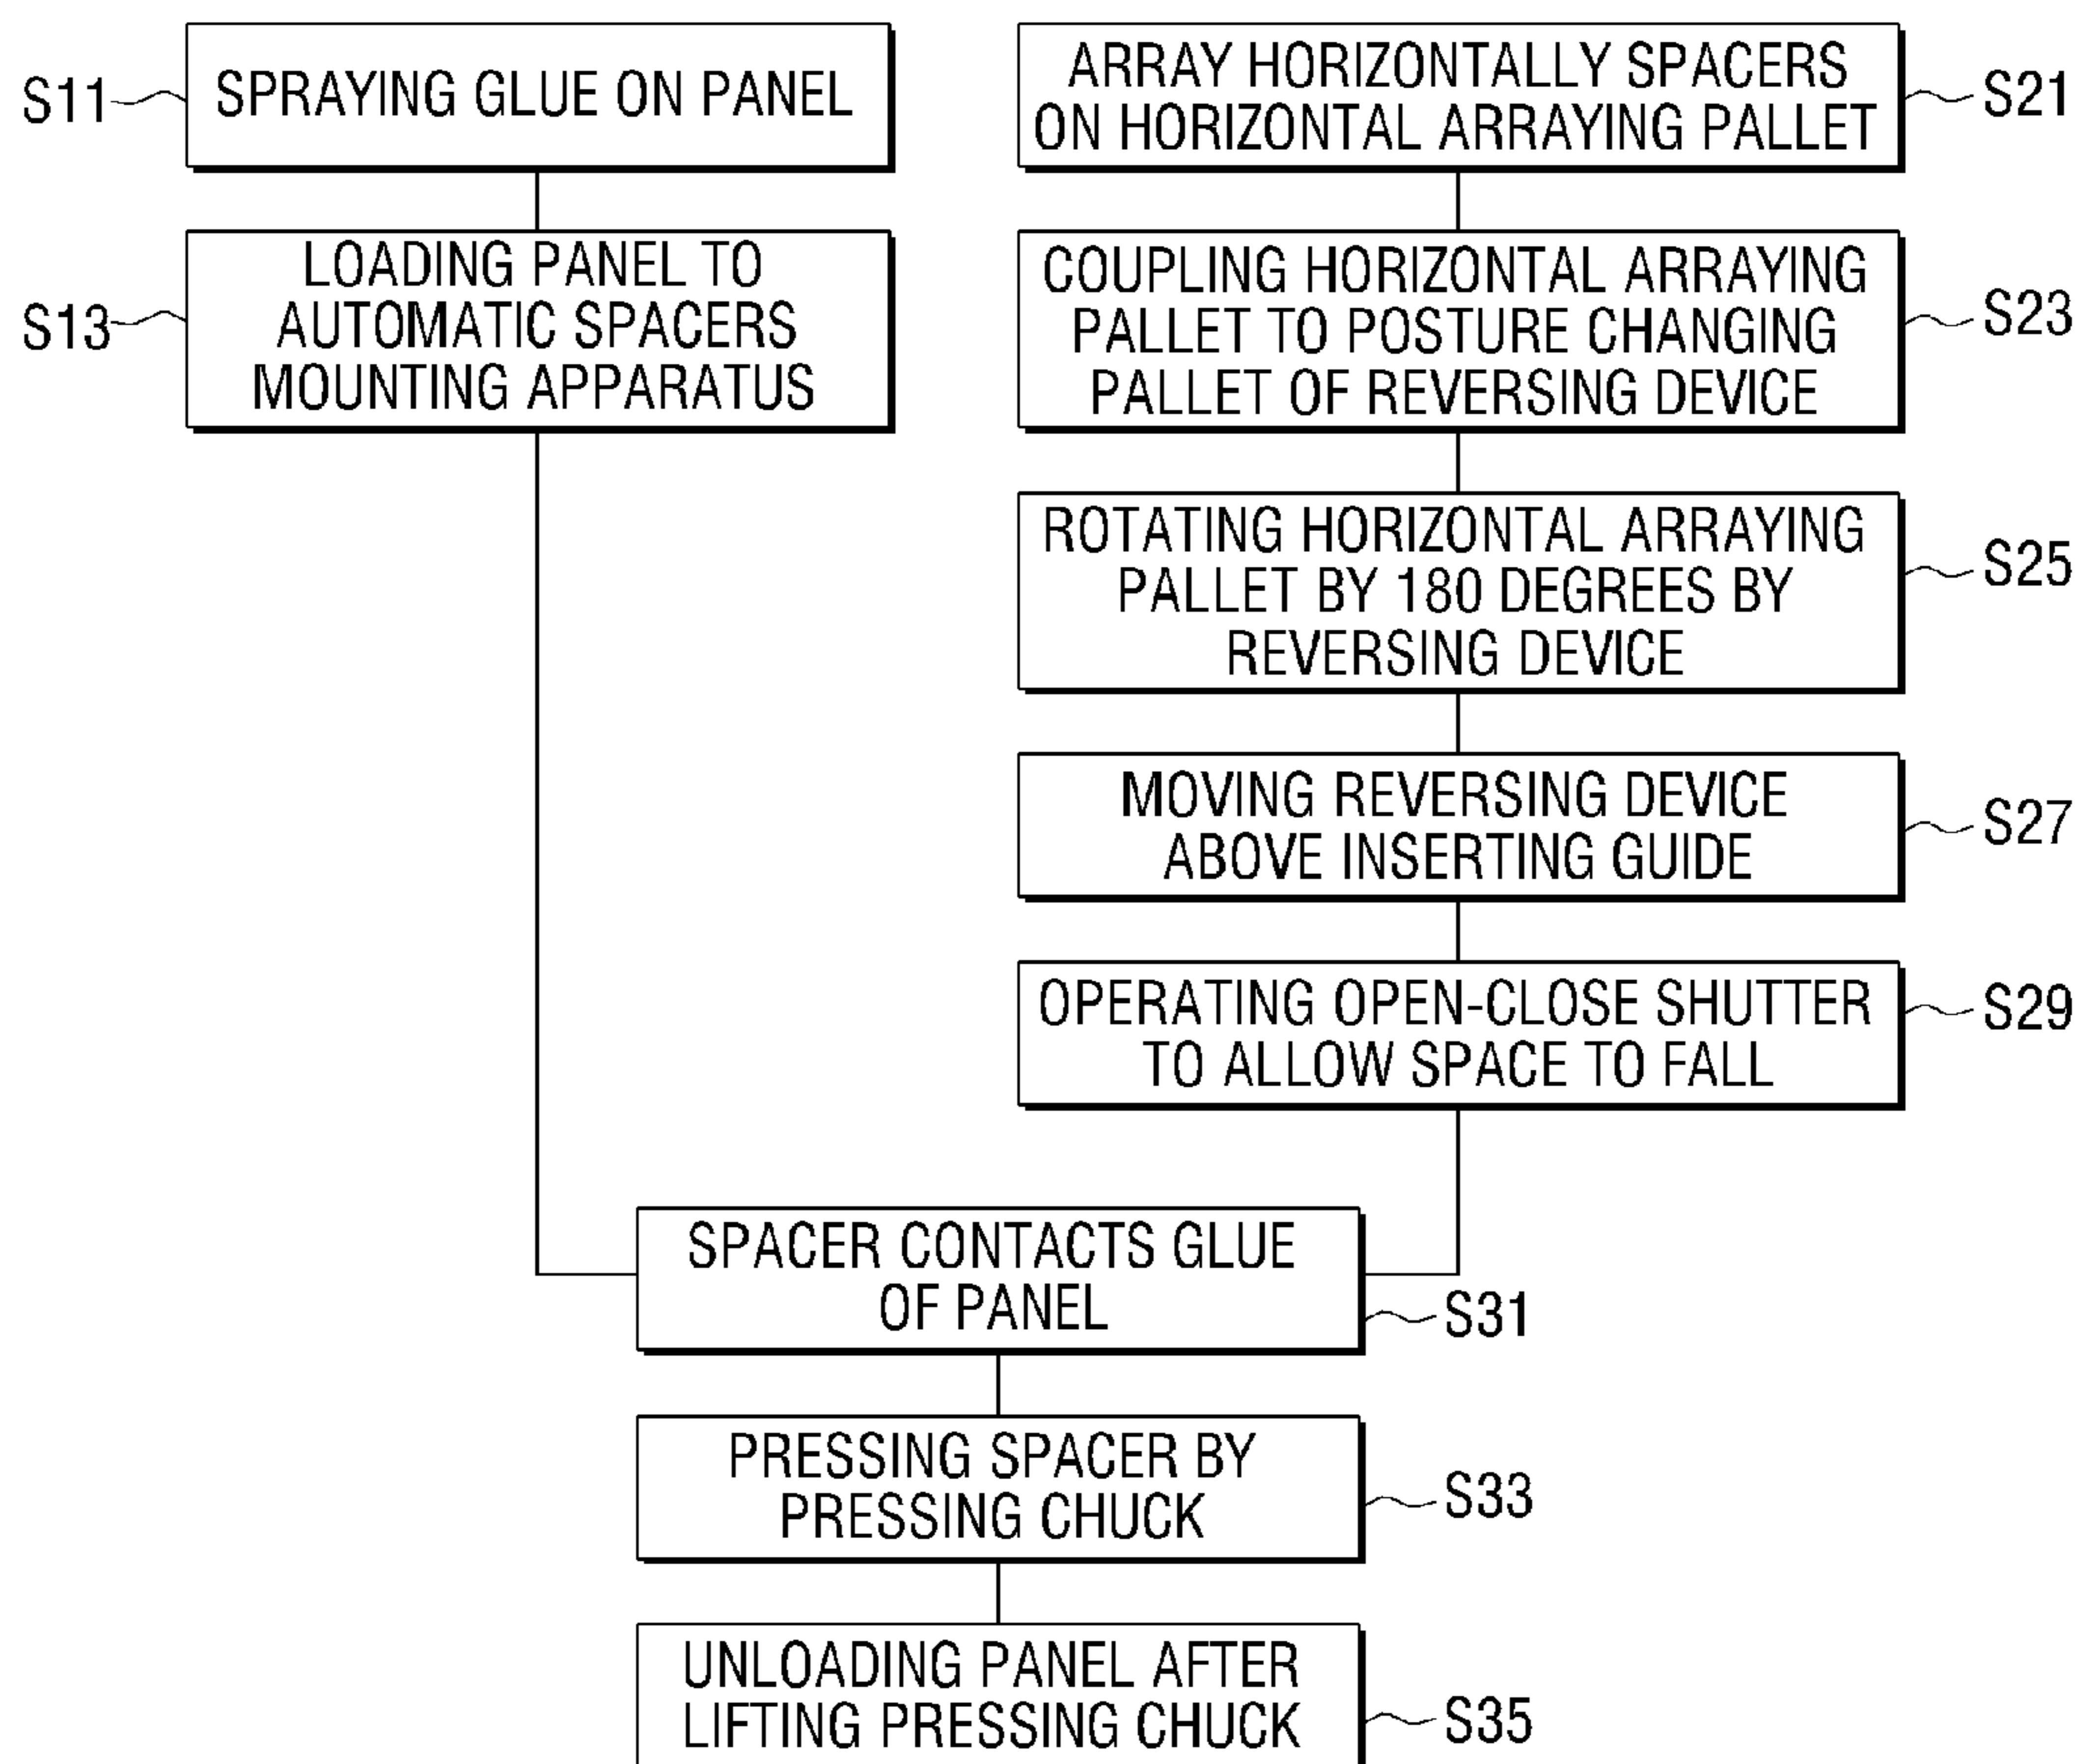 S11
SPRAYING GLUE ON PANEL
S13
LOADING PANEL TO
AUTOMATIC SPACERS
MOUNTING APPARATUS
ARRAY HORIZONTALLY SPACERS
ON HORIZONTAL ARRAYING PALLET
S21
COUPLING HORIZONTAL ARRAYING
PALLET TO POSTURE CHANGING
PALLET OF REVERSING DEVICE
S23
ROTATING HORIZONTAL ARRAYING
PALLET BY 180 DEGREES BY
REVERSING DEVICE
S25
MOVING REVERSING DEVICE
ABOVE INSERTING GUIDE
S27
OPERATING OPEN-CLOSE SHUTTER
TO ALLOW SPACE TO FALL
S29
SPACER CONTACTS GLUE
OF PANEL
S31
PRESSING SPACER BY
PRESSING CHUCK
S33
UNLOADING PANEL AFTER
LIFTING PRESSING CHUCK
S35